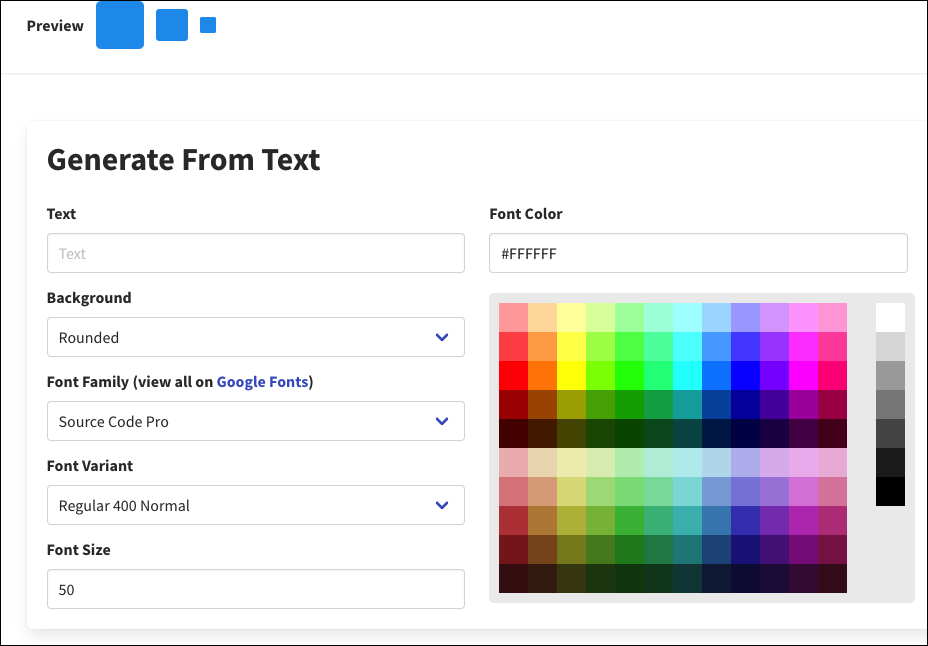 Preview
Generate From Text
Text
Text
Background
Rounded
Font Family (view all on Google Fonts)
Source Code Pro
Font Variant
Regular 400 Normal
Font Size
50
Font Color
#FFFFFF